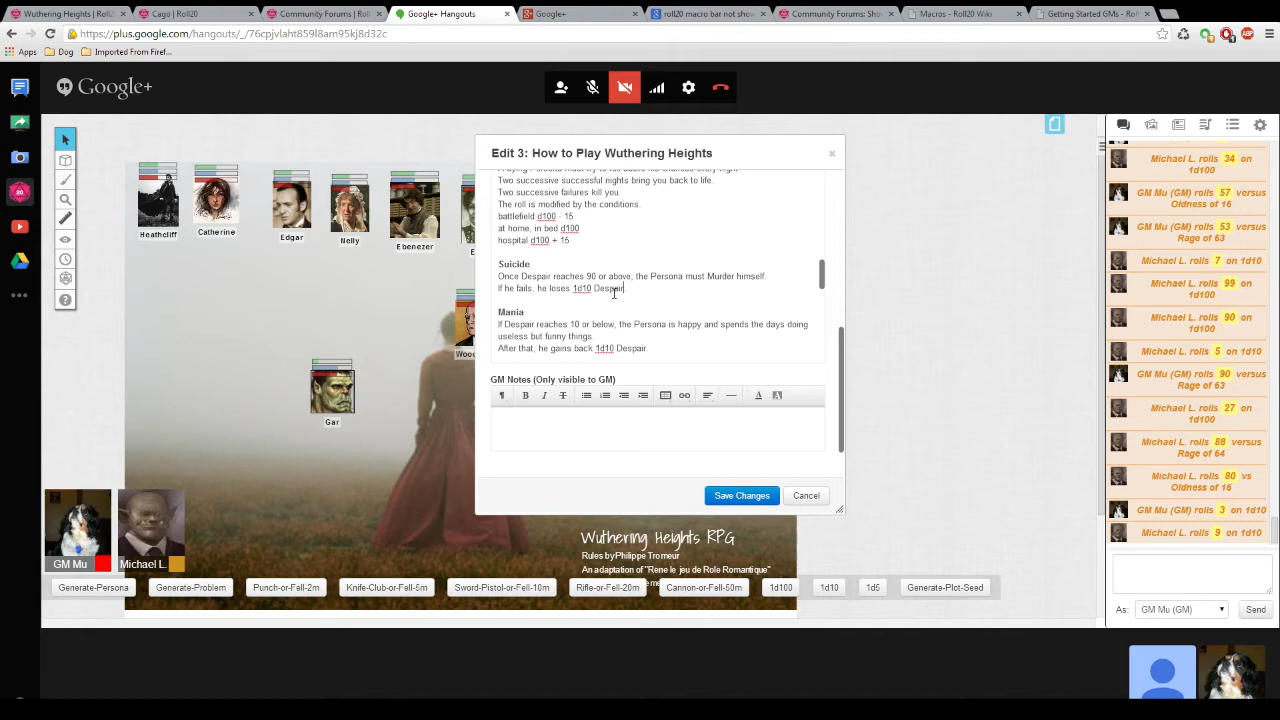 Wuthering Heights | Roll20
Cago | Roll20
Community Forums | Roll
Google+ Hangouts
Google+
roll20 macro bar not show
Community Forums: Sho
Macros - Roll20 Wiki
Getting Started GMs - Rol
https://plus.google.com/hangouts/_/76cpjvlaht859l8am95kj8d32c
Apps
Dog
Imported From Firef...
Google+
Edit 3: How to Play Wuthering Heights
Two successive successful nights bring you back to life.
Two successive failures kill you.
The roll is modified by the conditions.
battlefield d100 - 15
at home, in bed d100
hospital d100 + 15
Suicide
Once Despair reaches 90 or above, the Persona must Murder himself.
If he fails, he loses 1d10 Despair
Mania
If Despair reaches 10 or below, the Persona is happy and spends the days doing
useless but funny things.
After that, he gains back 1d10 Despair.
GM Notes (Only visible to GM)
Save Changes
Cancel
Heathcliff
Catherine
Edgar
Nelly
Ebenezer
Gar
GM Mu
Michael L.
Wuthering Heights RPG
Rules by Philippe Tromeur
An adaptation of "Rene le jeu de Role Romantique"
Generate-Persona
Generate-Problem
Punch-or-Fell-2m
Knife-Club-or-Fell-5m
Sword-Pistol-or-Fell-10m
Rifle-or-Fell-20m
Cannon-or-Fell-50m
1d100
1d10
1d5
Generate-Plot-Seed
1d100
Michael L. rolls 34 on
1d100
GM Mu (GM) rolls 57 versus
Oldness of 16
GM Mu (GM) rolls 53 versus
Rage of 63
Michael L. rolls 7 on 1d10
Michael L. rolls 99 on
1d100
Michael L. rolls 90 on
1d100
Michael L. rolls 5 on 1d10
GM Mu (GM) rolls 90 versus
Rage of 63
Michael L. rolls 27 on
1d100
Michael L. rolls 88 versus
Rage of 64
Michael L. rolls 80 vs
Oldness of 16
GM Mu (GM) rolls 3 on 1d10
Michael L. rolls 9 on 1d10
As:
GM Mu (GM)
Send